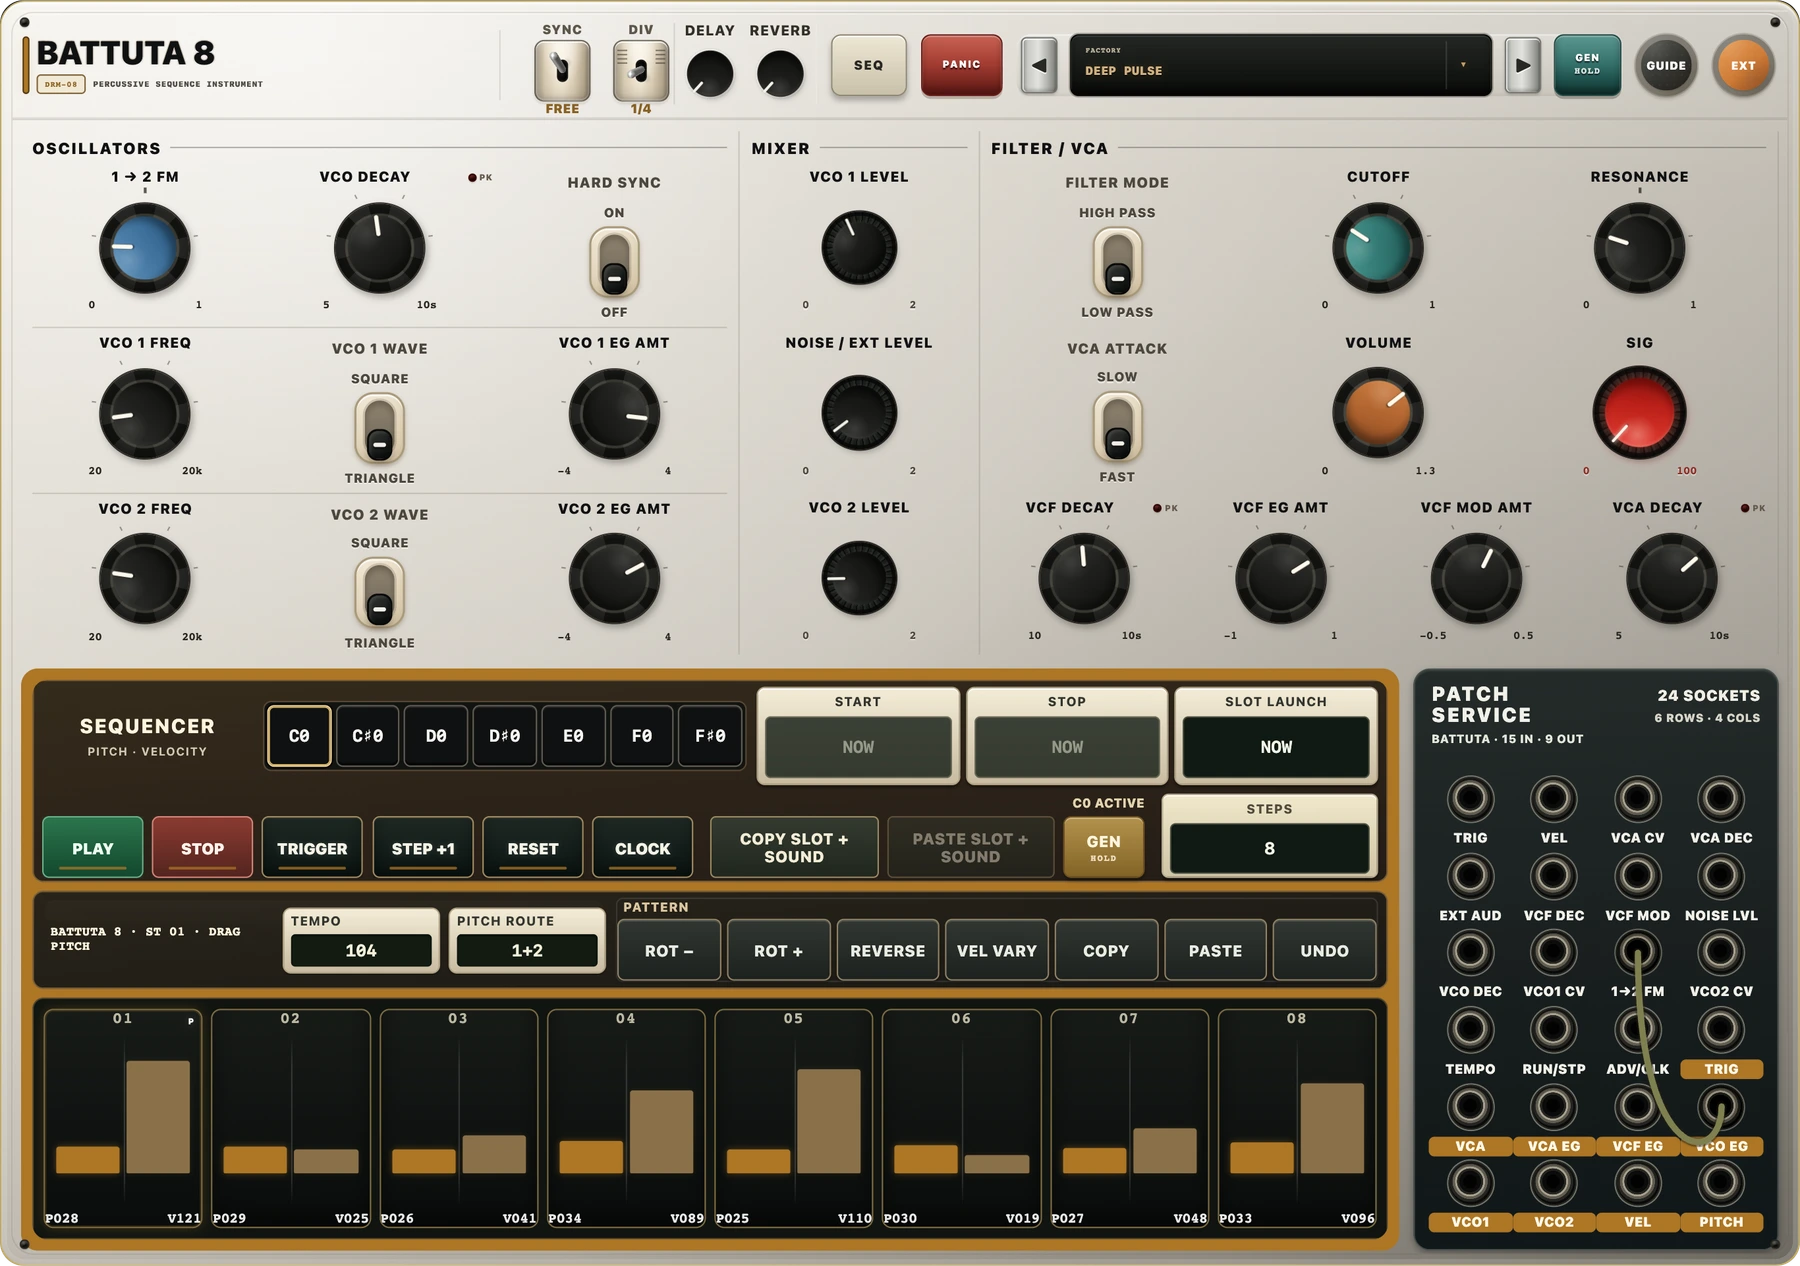 BATTUTA 8
DRM-08 PERCUSSIVE SEQUENCE INSTRUMENT
SYNC
FREE
DIV
1/4
DELAY
REVERB
SEQ
PANIC
◀
FACTORY
DEEP PULSE
▼
▶
GEN
HOLD
GUIDE
EXT
OSCILLATORS
1 → 2 FM
0 1
VCO DECAY
PK
5 10s
HARD SYNC
ON
OFF
VCO 1 FREQ
20 20k
VCO 1 WAVE
SQUARE
TRIANGLE
VCO 1 EG AMT
−4 4
VCO 2 FREQ
20 20k
VCO 2 WAVE
SQUARE
TRIANGLE
VCO 2 EG AMT
−4 4
MIXER
VCO 1 LEVEL
0 2
NOISE / EXT LEVEL
0 2
VCO 2 LEVEL
0 2
FILTER / VCA
FILTER MODE
HIGH PASS
LOW PASS
CUTOFF
0 1
RESONANCE
0 1
VCA ATTACK
SLOW
FAST
VOLUME
0 1.3
SIG
0 100
VCF DECAY
PK
10 10s
VCF EG AMT
−1 1
VCF MOD AMT
−0.5 0.5
VCA DECAY
PK
5 10s
SEQUENCER
PITCH · VELOCITY
C0 C♯0 D0 D♯0 E0 F0 F♯0
START
NOW
STOP
NOW
SLOT LAUNCH
NOW
PLAY
STOP
TRIGGER
STEP +1
RESET
CLOCK
COPY SLOT +
SOUND
PASTE SLOT +
SOUND
C0 ACTIVE
GEN
HOLD
STEPS
8
BATTUTA 8 · ST 01 · DRAG
PITCH
TEMPO
104
PITCH ROUTE
1+2
PATTERN
ROT − ROT + REVERSE VEL VARY COPY PASTE UNDO
01 P 02 03 04 05 06 07 08
P028 V121 P029 V025 P026 V041 P034 V089 P025 V110 P030 V019 P027 V048 P033 V096
PATCH
SERVICE
BATTUTA · 15 IN · 9 OUT
24 SOCKETS
6 ROWS · 4 COLS
TRIG VEL VCA CV VCA DEC
EXT AUD VCF DEC VCF MOD NOISE LVL
VCO DEC VCO1 CV 1→2 FM VCO2 CV
TEMPO RUN/STP ADV/CLK TRIG
VCA VCA EG VCF EG VCO EG
VCO1 VCO2 VEL PITCH